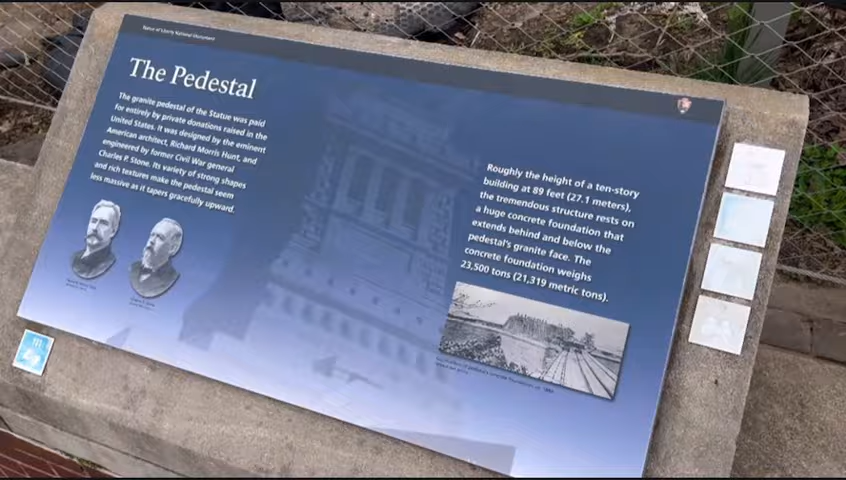 Statue of Liberty National Monument
The Pedestal
The granite pedestal of the Statue was paid
for entirely by private donations raised in the
United States. It was designed by the eminent
American architect, Richard Morris Hunt, and
engineered by former Civil War general
Charles P. Stone. Its variety of strong shapes
and rich textures make the pedestal seem
less massive as it tapers gracefully upward.
Roughly the height of a ten-story
building at 89 feet (27.1 meters),
the tremendous structure rests on
a huge concrete foundation that
extends behind and below the
pedestal's granite face. The
concrete foundation weighs
23,500 tons (21,319 metric tons).